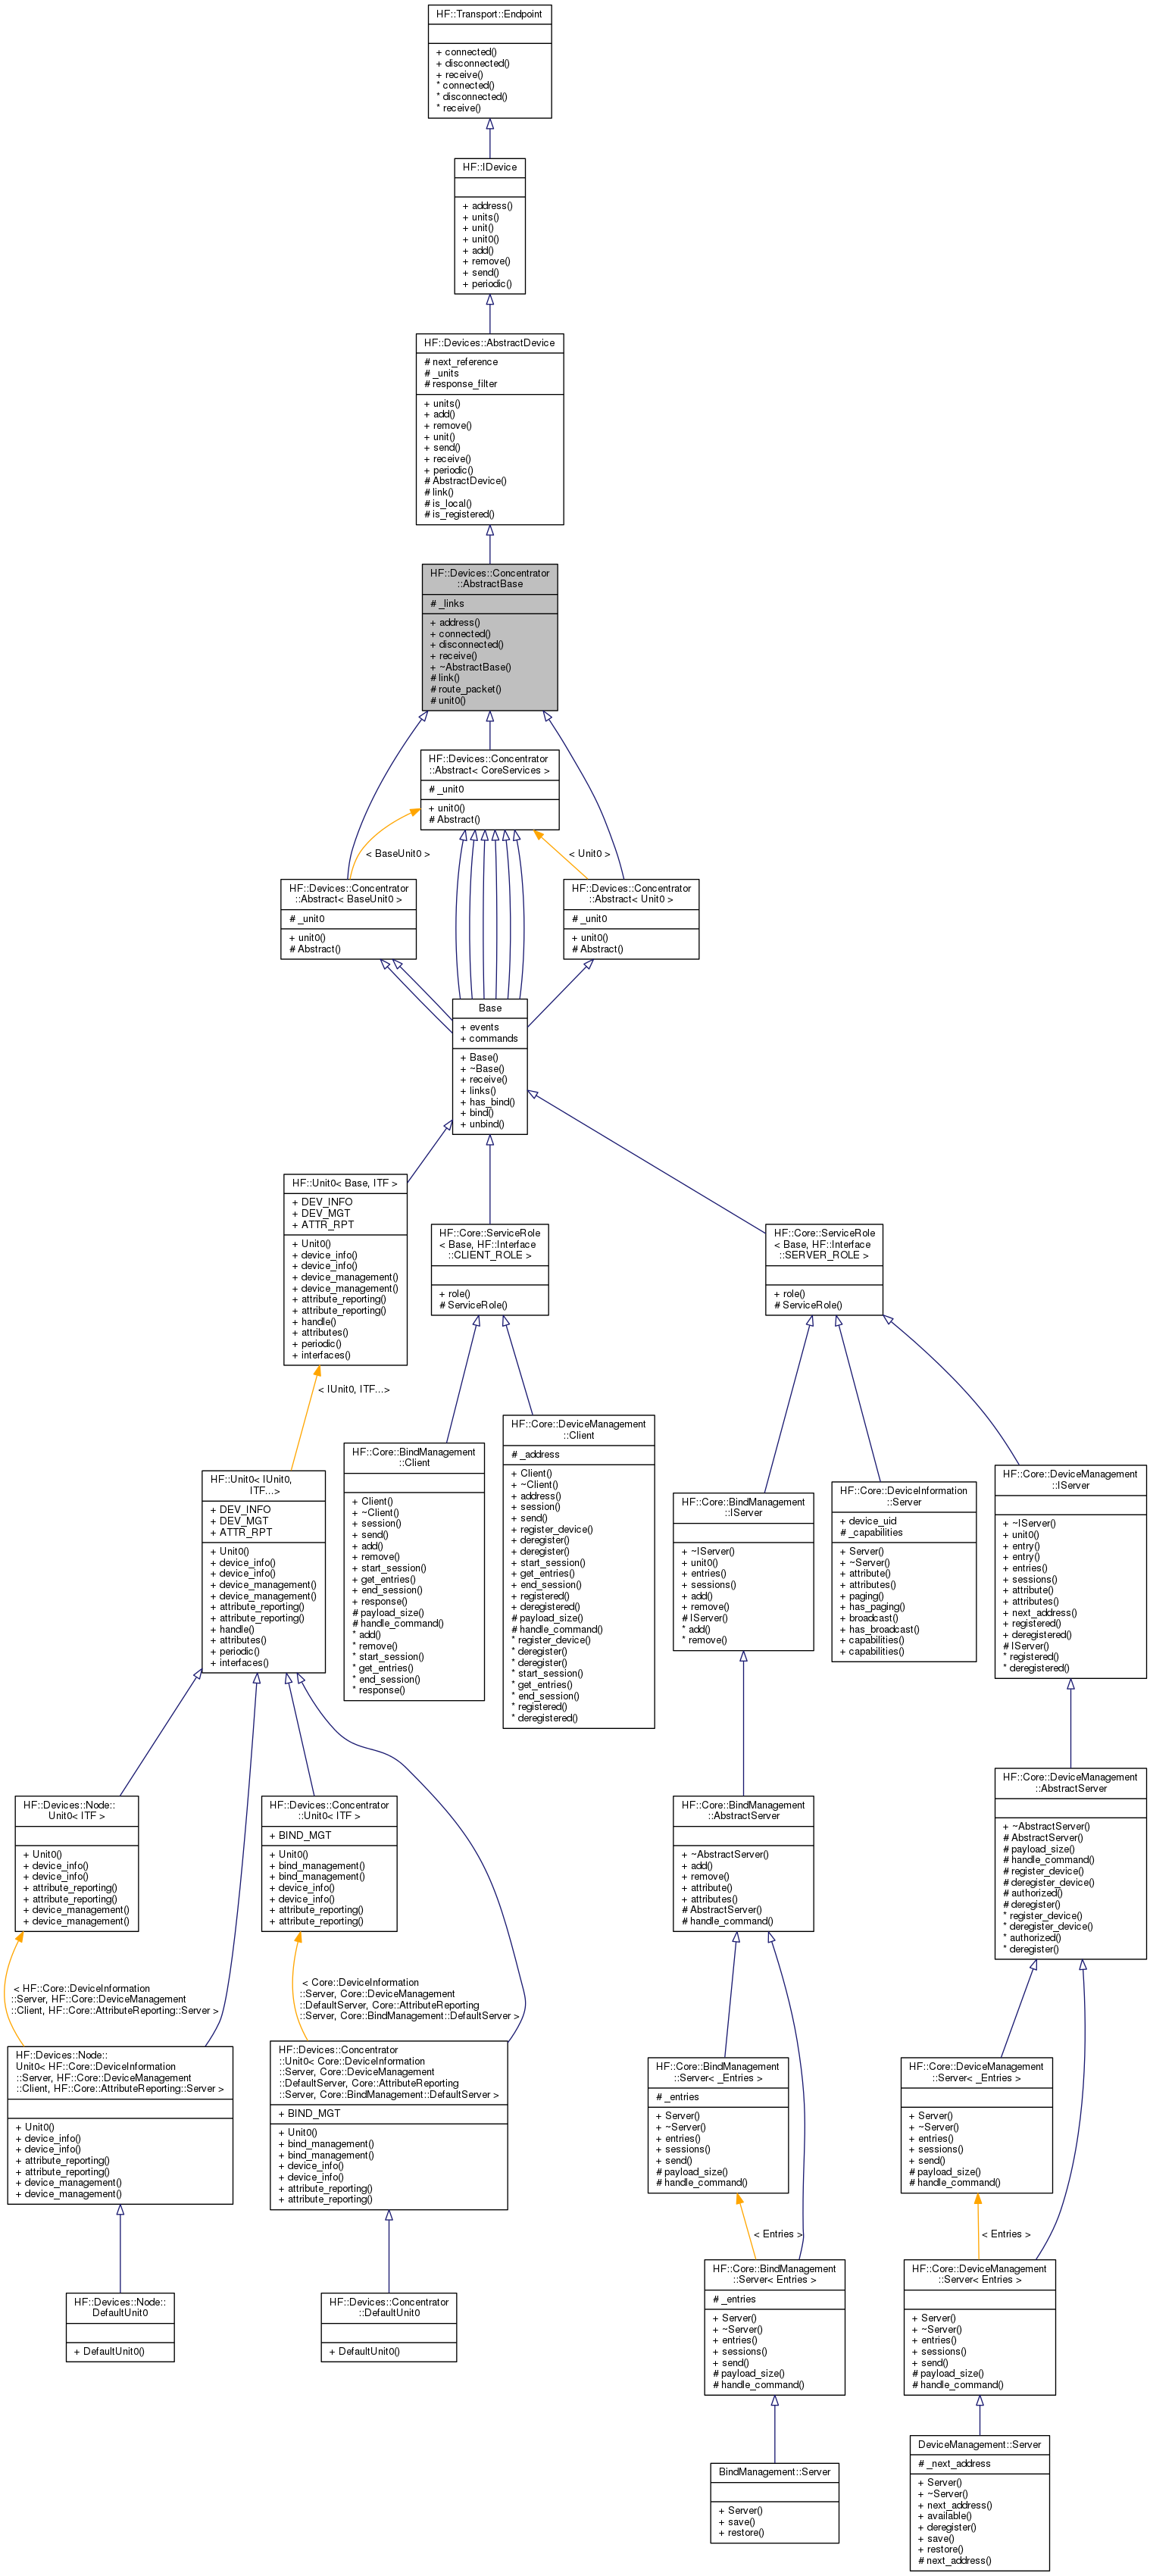 HF::Transport::Endpoint
+ connected()
+ disconnected()
+ receive()
* connected()
* disconnected()
* receive()
HF::IDevice
+ address()
+ units()
+ unit()
+ unit0()
+ add()
+ remove()
+ send()
+ periodic()
HF::Devices::AbstractDevice
# next_reference
# _units
# response_filter
+ units()
+ add()
+ remove()
+ unit()
+ send()
+ receive()
+ periodic()
# AbstractDevice()
# link()
# is_local()
# is_registered()
HF::Devices::Concentrator
::AbstractBase
# _links
+ address()
+ connected()
+ disconnected()
+ receive()
+ ~AbstractBase()
# link()
# route_packet()
# unit0()
HF::Devices::Concentrator
::Abstract< CoreServices >
# _unit0
+ unit0()
# Abstract()
< BaseUnit0 >
< Unit0 >
HF::Devices::Concentrator
::Abstract< BaseUnit0 >
# _unit0
+ unit0()
# Abstract()
HF::Devices::Concentrator
::Abstract< Unit0 >
# _unit0
+ unit0()
# Abstract()
Base
+ events
+ commands
+ Base()
+ ~Base()
+ receive()
+ links()
+ has_bind()
+ bind()
+ unbind()
HF::Unit0< Base, ITF >
+ DEV_INFO
+ DEV_MGT
+ ATTR_RPT
+ Unit0()
+ device_info()
+ device_info()
+ device_management()
+ device_management()
+ attribute_reporting()
+ attribute_reporting()
+ handle()
+ attributes()
+ periodic()
+ interfaces()
HF::Core::ServiceRole
< Base, HF::Interface
::CLIENT_ROLE >
+ role()
# ServiceRole()
HF::Core::ServiceRole
< Base, HF::Interface
::SERVER_ROLE >
+ role()
# ServiceRole()
< IUnit0, ITF...>
HF::Unit0< IUnit0,
ITF...>
+ DEV_INFO
+ DEV_MGT
+ ATTR_RPT
+ Unit0()
+ device_info()
+ device_info()
+ device_management()
+ device_management()
+ attribute_reporting()
+ attribute_reporting()
+ handle()
+ attributes()
+ periodic()
+ interfaces()
HF::Core::BindManagement
::Client
+ Client()
+ ~Client()
+ session()
+ send()
+ add()
+ remove()
+ start_session()
+ get_entries()
+ end_session()
+ response()
# payload_size()
# handle_command()
* add()
* remove()
* start_session()
* get_entries()
* end_session()
* response()
HF::Core::DeviceManagement
::Client
# _address
+ Client()
+ ~Client()
+ address()
+ session()
+ send()
+ register_device()
+ deregister()
+ deregister()
+ start_session()
+ get_entries()
+ end_session()
+ registered()
+ deregistered()
# payload_size()
# handle_command()
* register_device()
* deregister()
* deregister()
* start_session()
* get_entries()
* end_session()
* registered()
* deregistered()
HF::Core::BindManagement
::IServer
+ ~IServer()
+ unit0()
+ entries()
+ sessions()
+ add()
+ remove()
# IServer()
* add()
* remove()
HF::Core::DeviceInformation
::Server
+ device_uid
# _capabilities
+ Server()
+ ~Server()
+ attribute()
+ attributes()
+ paging()
+ has_paging()
+ broadcast()
+ has_broadcast()
+ capabilities()
+ capabilities()
HF::Core::DeviceManagement
::IServer
+ ~IServer()
+ unit0()
+ entry()
+ entry()
+ entries()
+ sessions()
+ attribute()
+ attributes()
+ next_address()
+ registered()
+ deregistered()
# IServer()
* registered()
* deregistered()
HF::Devices::Node::
Unit0< ITF >
+ Unit0()
+ device_info()
+ device_info()
+ attribute_reporting()
+ attribute_reporting()
+ device_management()
+ device_management()
HF::Devices::Concentrator
::Unit0< ITF >
+ BIND_MGT
+ Unit0()
+ bind_management()
+ bind_management()
+ device_info()
+ device_info()
+ attribute_reporting()
+ attribute_reporting()
HF::Core::BindManagement
::AbstractServer
+ ~AbstractServer()
+ add()
+ remove()
+ attribute()
+ attributes()
# AbstractServer()
# handle_command()
HF::Core::DeviceManagement
::AbstractServer
+ ~AbstractServer()
# AbstractServer()
# payload_size()
# handle_command()
# register_device()
# deregister_device()
# authorized()
# deregister()
* register_device()
* deregister_device()
* authorized()
* deregister()
< HF::Core::DeviceInformation
::Server, HF::Core::DeviceManagement
::Client, HF::Core::AttributeReporting::Server >
< Core::DeviceInformation
::Server, Core::DeviceManagement
::DefaultServer, Core::AttributeReporting
::Server, Core::BindManagement::DefaultServer >
HF::Devices::Node::
Unit0< HF::Core::DeviceInformation
::Server, HF::Core::DeviceManagement
::Client, HF::Core::AttributeReporting::Server >
+ Unit0()
+ device_info()
+ device_info()
+ attribute_reporting()
+ attribute_reporting()
+ device_management()
+ device_management()
HF::Devices::Concentrator
::Unit0< Core::DeviceInformation
::Server, Core::DeviceManagement
::DefaultServer, Core::AttributeReporting
::Server, Core::BindManagement::DefaultServer >
+ BIND_MGT
+ Unit0()
+ bind_management()
+ bind_management()
+ device_info()
+ device_info()
+ attribute_reporting()
+ attribute_reporting()
HF::Core::BindManagement
::Server< _Entries >
# _entries
+ Server()
+ ~Server()
+ entries()
+ sessions()
+ send()
# payload_size()
# handle_command()
HF::Core::DeviceManagement
::Server< _Entries >
+ Server()
+ ~Server()
+ entries()
+ sessions()
+ send()
# payload_size()
# handle_command()
< Entries >
< Entries >
HF::Devices::Node::
DefaultUnit0
+ DefaultUnit0()
HF::Devices::Concentrator
::DefaultUnit0
+ DefaultUnit0()
HF::Core::BindManagement
::Server< Entries >
# _entries
+ Server()
+ ~Server()
+ entries()
+ sessions()
+ send()
# payload_size()
# handle_command()
HF::Core::DeviceManagement
::Server< Entries >
+ Server()
+ ~Server()
+ entries()
+ sessions()
+ send()
# payload_size()
# handle_command()
BindManagement::Server
+ Server()
+ save()
+ restore()
DeviceManagement::Server
# _next_address
+ Server()
+ ~Server()
+ next_address()
+ available()
+ deregister()
+ save()
+ restore()
# next_address()